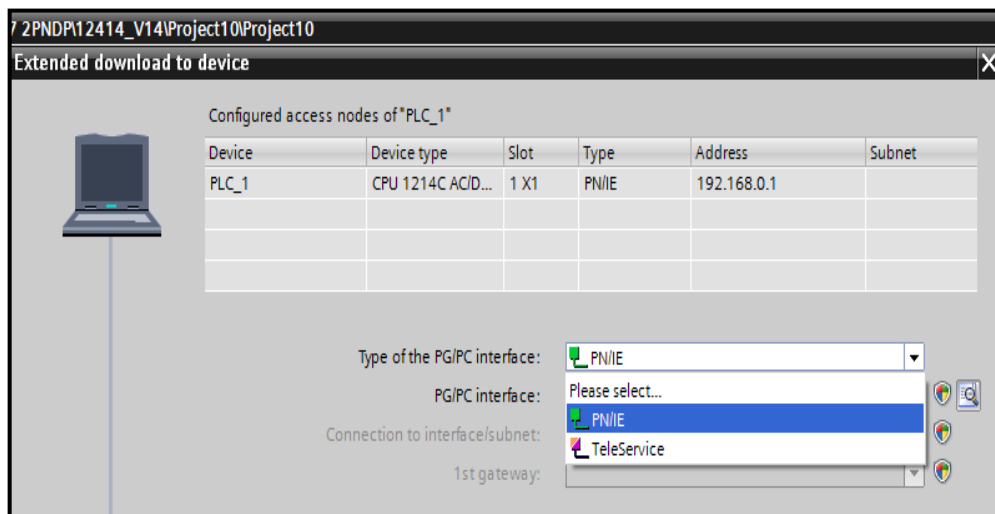 7 2PNDP\12414_V14\Project10\Project10
Extended download to device X
Configured access nodes of "PLC_1"
Device Device type Slot Type Address Subnet
PLC_1 CPU 1214C AC/D... 1 X1 PN/IE 192.168.0.1
Type of the PG/PC interface: PN/IE
PG/PC interface: Please select...
PN/IE
Connection to interface/subnet:
TeleService
1st gateway: